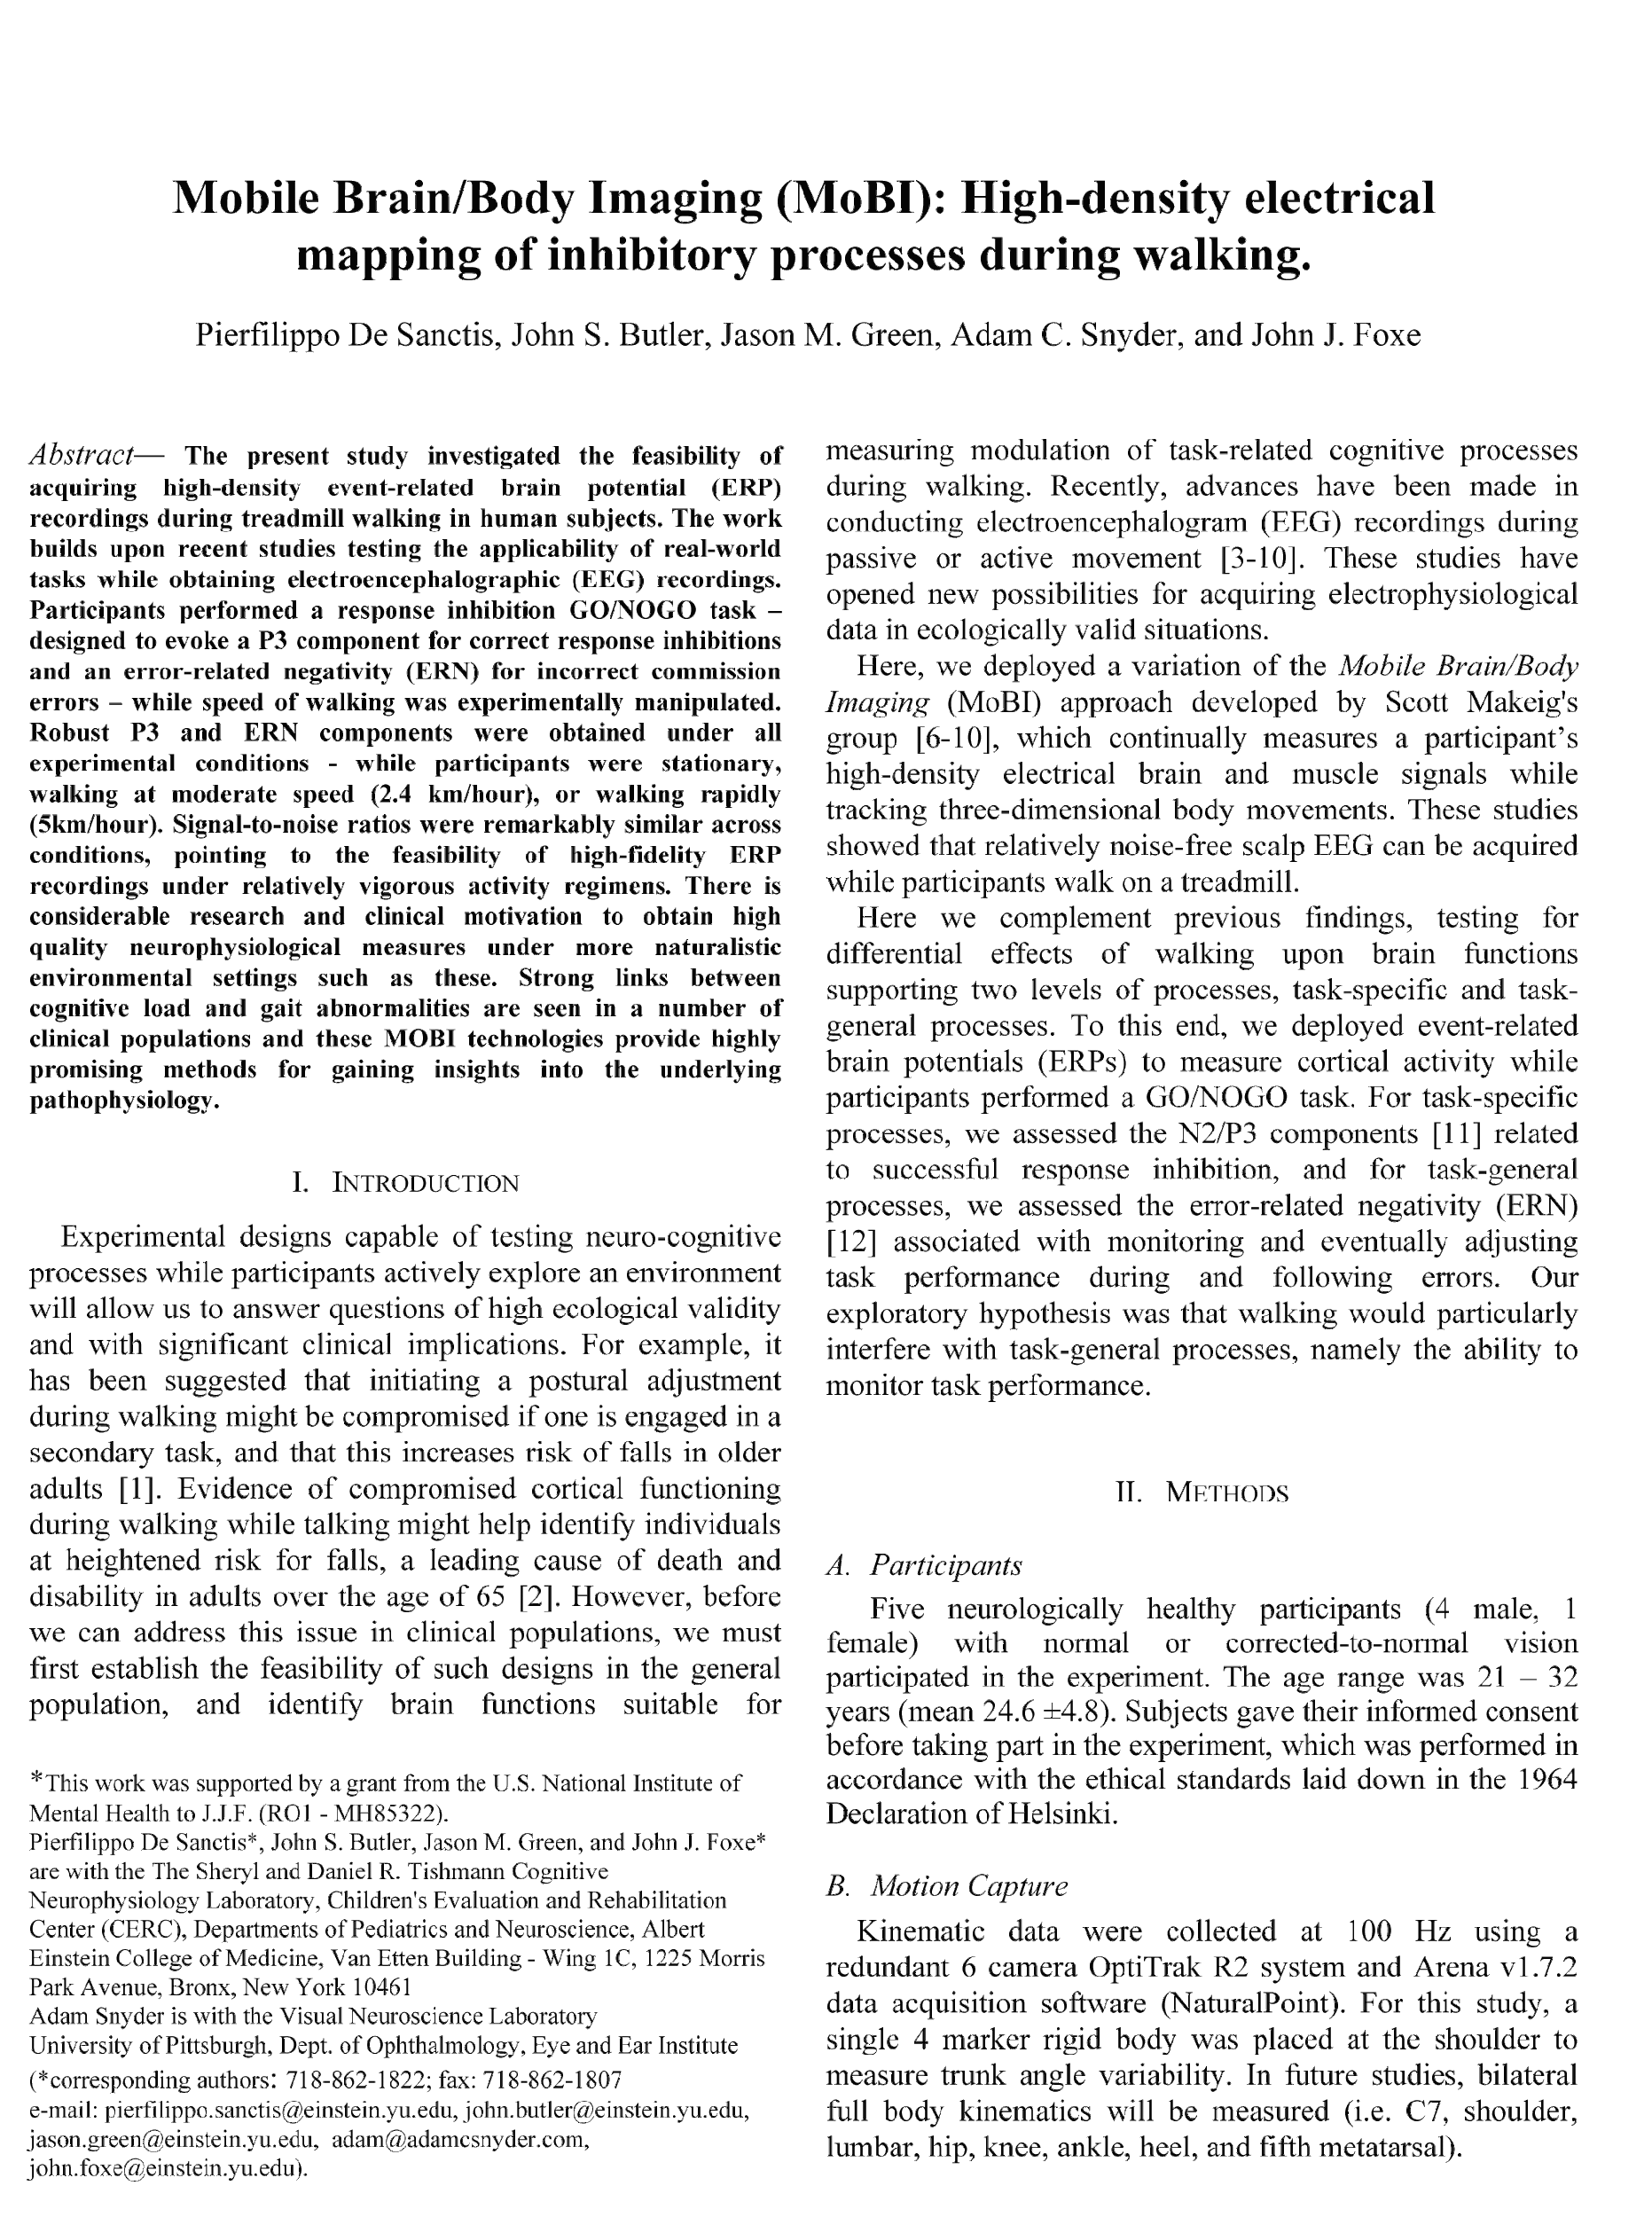 Mobile Brain/Body Imaging (MoBI): High-density electrical
mapping of inhibitory processes during walking.
Pierfilippo De Sanctis, John S. Butler, Jason M. Green, Adam C. Snyder, and John J. Foxe
Abstract— The present study investigated the feasibility of
acquiring high-density event-related brain potential (ERP)
recordings during treadmill walking in human subjects. The work
builds upon recent studies testing the applicability of real-world
tasks while obtaining electroencephalographic (EEG) recordings.
Participants performed a response inhibition GO/NOGO task –
designed to evoke a P3 component for correct response inhibitions
and an error-related negativity (ERN) for incorrect commission
errors – while speed of walking was experimentally manipulated.
Robust P3 and ERN components were obtained under all
experimental conditions - while participants were stationary,
walking at moderate speed (2.4 km/hour), or walking rapidly
(5km/hour). Signal-to-noise ratios were remarkably similar across
conditions, pointing to the feasibility of high-fidelity ERP
recordings under relatively vigorous activity regimens. There is
considerable research and clinical motivation to obtain high
quality neurophysiological measures under more naturalistic
environmental settings such as these. Strong links between
cognitive load and gait abnormalities are seen in a number of
clinical populations and these MOBI technologies provide highly
promising methods for gaining insights into the underlying
pathophysiology.
I. INTRODUCTION
Experimental designs capable of testing neuro-cognitive
processes while participants actively explore an environment
will allow us to answer questions of high ecological validity
and with significant clinical implications. For example, it
has been suggested that initiating a postural adjustment
during walking might be compromised if one is engaged in a
secondary task, and that this increases risk of falls in older
adults [1]. Evidence of compromised cortical functioning
during walking while talking might help identify individuals
at heightened risk for falls, a leading cause of death and
disability in adults over the age of 65 [2]. However, before
we can address this issue in clinical populations, we must
first establish the feasibility of such designs in the general
population, and identify brain functions suitable for
*This work was supported by a grant from the U.S. National Institute of
Mental Health to J.J.F. (RO1 - MH85322).
Pierfilippo De Sanctis*, John S. Butler, Jason M. Green, and John J. Foxe*
are with the The Sheryl and Daniel R. Tishmann Cognitive
Neurophysiology Laboratory, Children's Evaluation and Rehabilitation
Center (CERC), Departments of Pediatrics and Neuroscience, Albert
Einstein College of Medicine, Van Etten Building - Wing 1C, 1225 Morris
Park Avenue, Bronx, New York 10461
Adam Snyder is with the Visual Neuroscience Laboratory
University of Pittsburgh, Dept. of Ophthalmology, Eye and Ear Institute
(*corresponding authors: 718-862-1822; fax: 718-862-1807
e-mail: pierfilippo.sanctis@einstein.yu.edu, john.butler@einstein.yu.edu,
jason.green@einstein.yu.edu, adam@adamcsnyder.com,
john.foxe@einstein.yu.edu).
measuring modulation of task-related cognitive processes
during walking. Recently, advances have been made in
conducting electroencephalogram (EEG) recordings during
passive or active movement [3-10]. These studies have
opened new possibilities for acquiring electrophysiological
data in ecologically valid situations.
Here, we deployed a variation of the Mobile Brain/Body
Imaging (MoBI) approach developed by Scott Makeig's
group [6-10], which continually measures a participant’s
high-density electrical brain and muscle signals while
tracking three-dimensional body movements. These studies
showed that relatively noise-free scalp EEG can be acquired
while participants walk on a treadmill.
Here we complement previous findings, testing for
differential effects of walking upon brain functions
supporting two levels of processes, task-specific and task-
general processes. To this end, we deployed event-related
brain potentials (ERPs) to measure cortical activity while
participants performed a GO/NOGO task. For task-specific
processes, we assessed the N2/P3 components [11] related
to successful response inhibition, and for task-general
processes, we assessed the error-related negativity (ERN)
[12] associated with monitoring and eventually adjusting
task performance during and following errors. Our
exploratory hypothesis was that walking would particularly
interfere with task-general processes, namely the ability to
monitor task performance.
II. METHODS
A. Participants
Five neurologically healthy participants (4 male, 1
female) with normal or corrected-to-normal vision
participated in the experiment. The age range was 21 – 32
years (mean 24.6 ±4.8). Subjects gave their informed consent
before taking part in the experiment, which was performed in
accordance with the ethical standards laid down in the 1964
Declaration of Helsinki.
B. Motion Capture
Kinematic data were collected at 100 Hz using a
redundant 6 camera OptiTrak R2 system and Arena v1.7.2
data acquisition software (NaturalPoint). For this study, a
single 4 marker rigid body was placed at the shoulder to
measure trunk angle variability. In future studies, bilateral
full body kinematics will be measured (i.e. C7, shoulder,
lumbar, hip, knee, ankle, heel, and fifth metatarsal).